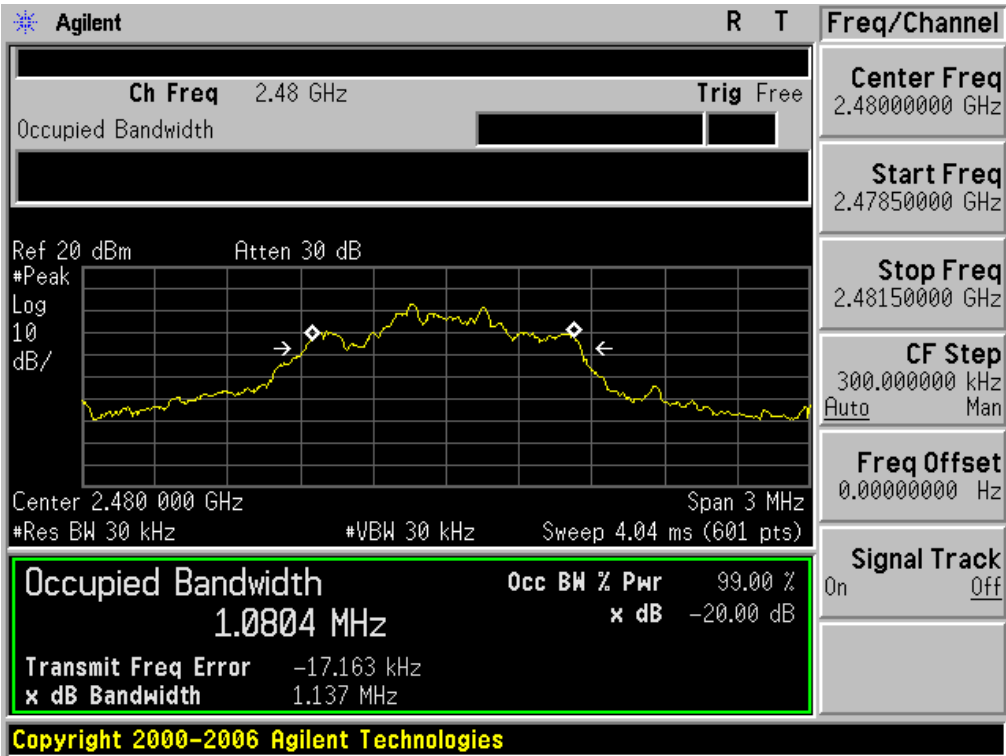 Agilent R T
Ch Freq 2.48 GHz Trig Free
Occupied Bandwidth
Ref 20 dBm Atten 30 dB
#Peak
Log
10
dB/
Center 2.480 000 GHz Span 3 MHz
#Res BW 30 kHz #VBW 30 kHz Sweep 4.04 ms (601 pts)
Occupied Bandwidth Occ BW % Pwr 99.00 %
1.0804 MHz x dB -20.00 dB
Transmit Freq Error -17.163 kHz
x dB Bandwidth 1.137 MHz
Copyright 2000-2006 Agilent Technologies
Freq/Channel
Center Freq
2.48000000 GHz
Start Freq
2.47850000 GHz
Stop Freq
2.48150000 GHz
CF Step
300.000000 kHz
Auto Man
Freq Offset
0.00000000 Hz
Signal Track
On Off